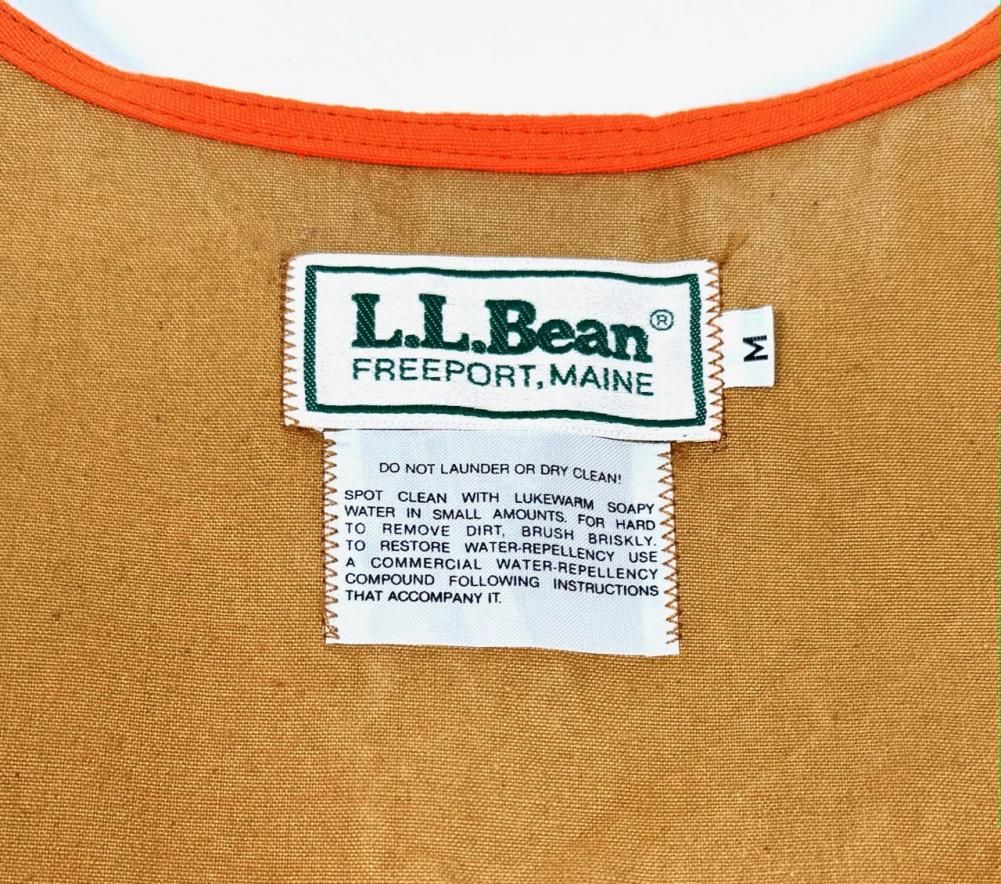 L.L.Bean®
FREEPORT, MAINE
M
DO NOT LAUNDER OR DRY CLEAN!
SPOT CLEAN WITH LUKEWARM SOAPY
WATER IN SMALL AMOUNTS. FOR HARD
TO REMOVE DIRT, BRUSH BRISKLY.
TO RESTORE WATER-REPELLENCY USE
A COMMERCIAL WATER-REPELLENCY
COMPOUND FOLLOWING INSTRUCTIONS
THAT ACCOMPANY IT.